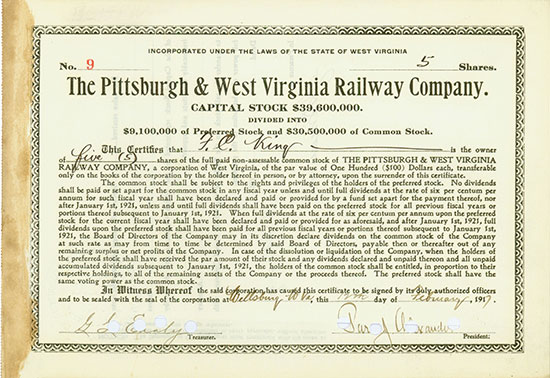 INCORPORATED UNDER THE LAWS OF THE STATE OF WEST VIRGINIA
No. 9 5 Shares.
The Pittsburgh & West Virginia Railway Company.
CAPITAL STOCK $39,600,000.
DIVIDED INTO
$9,100,000 of Preferred Stock and $30,500,000 of Common Stock.
This Certifies that F. C. King is the owner
of five (5) shares of the full paid non-assessable common stock of THE PITTSBURGH & WEST VIRGINIA
RAILWAY COMPANY, a corporation of West Virginia, of the par value of One Hundred ($100) Dollars each, transferable
only on the books of the corporation by the holder hereof in person, or by attorney, upon the surrender of this certificate.
The common stock shall be subject to the rights and privileges of the holders of the preferred stock. No dividends
shall be paid or set apart for the common stock in any fiscal year unless and until full dividends at the rate of six per centum per
annum for such fiscal year shall have been declared and paid or provided for by a fund set apart for the payment thereof, nor
after January 1st, 1921, unless and until full dividends shall have been paid on the preferred stock for all previous fiscal years or
portions thereof subsequent to January 1st, 1921. When full dividends at the rate of six per centum per annum upon the preferred
stock for the current fiscal year shall have been declared and paid or provided for as aforesaid, and after January 1st, 1921, full
dividends upon the preferred stock shall have been paid for all previous fiscal years or portions thereof subsequent to January 1st,
1921, the Board of Directors of the Company may in its discretion declare dividends on the common stock of the Company
at such rate as may from time to time be determined by said Board of Directors, payable then or thereafter out of any
remaining surplus or net profits of the Company. In case of the dissolution or liquidation of the Company, when the holders of
the preferred stock shall have received the par amount of their stock and any dividends declared and unpaid thereon and all unpaid
accumulated dividends subsequent to January 1st, 1921, the holders of the common stock shall be entitled, in proportion to their
respective holdings, to all of the remaining assets of the Company or the proceeds thereof. The preferred stock shall have the
same voting power as the common stock.
In Witness Whereof the said corporation, has caused this certificate to be signed by its duly authorized officers
and to be sealed with the seal of the corporation at Wellsburg W Va, this day of February, 1917.
Treasurer. President.